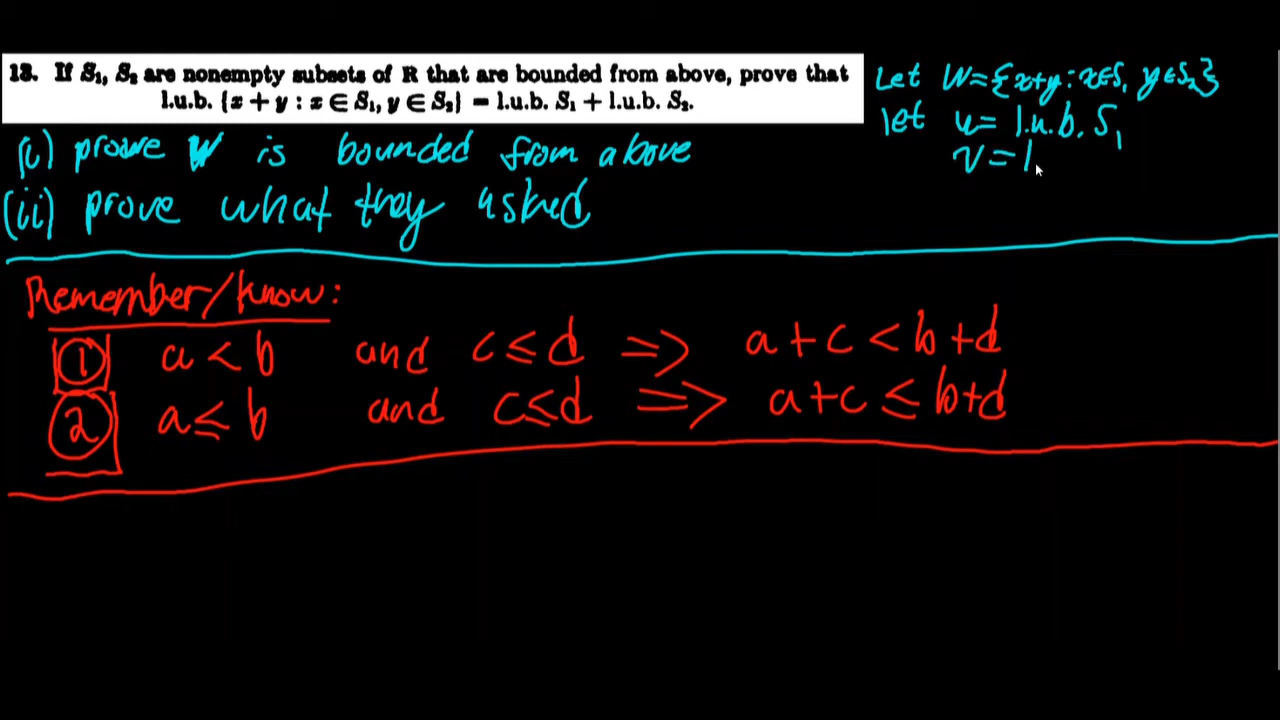 13. If S₁, S₂ are nonempty subsets of R that are bounded from above, prove that
l.u.b. {x + y : x ∈ S₁, y ∈ S₂} = l.u.b. S₁ + l.u.b. S₂.
Let W={x+y: x∈S₁ y∈S₂}
let u= l.u.b. S₁
v=l
(i) prove W is bounded from above
(ii) prove what they asked
Remember/know:
① a < b and c ≤ d => a + c < b + d
② a ≤ b and c ≤ d => a+c ≤ b+d